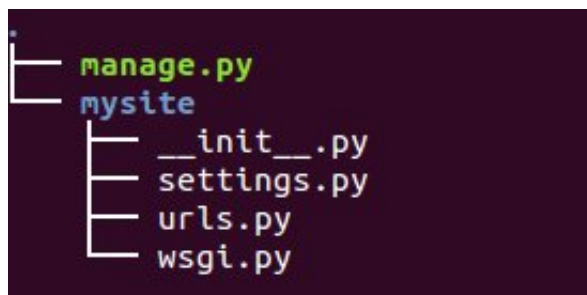 .
manage.py
mysite
__init__.py
settings.py
urls.py
wsgi.py